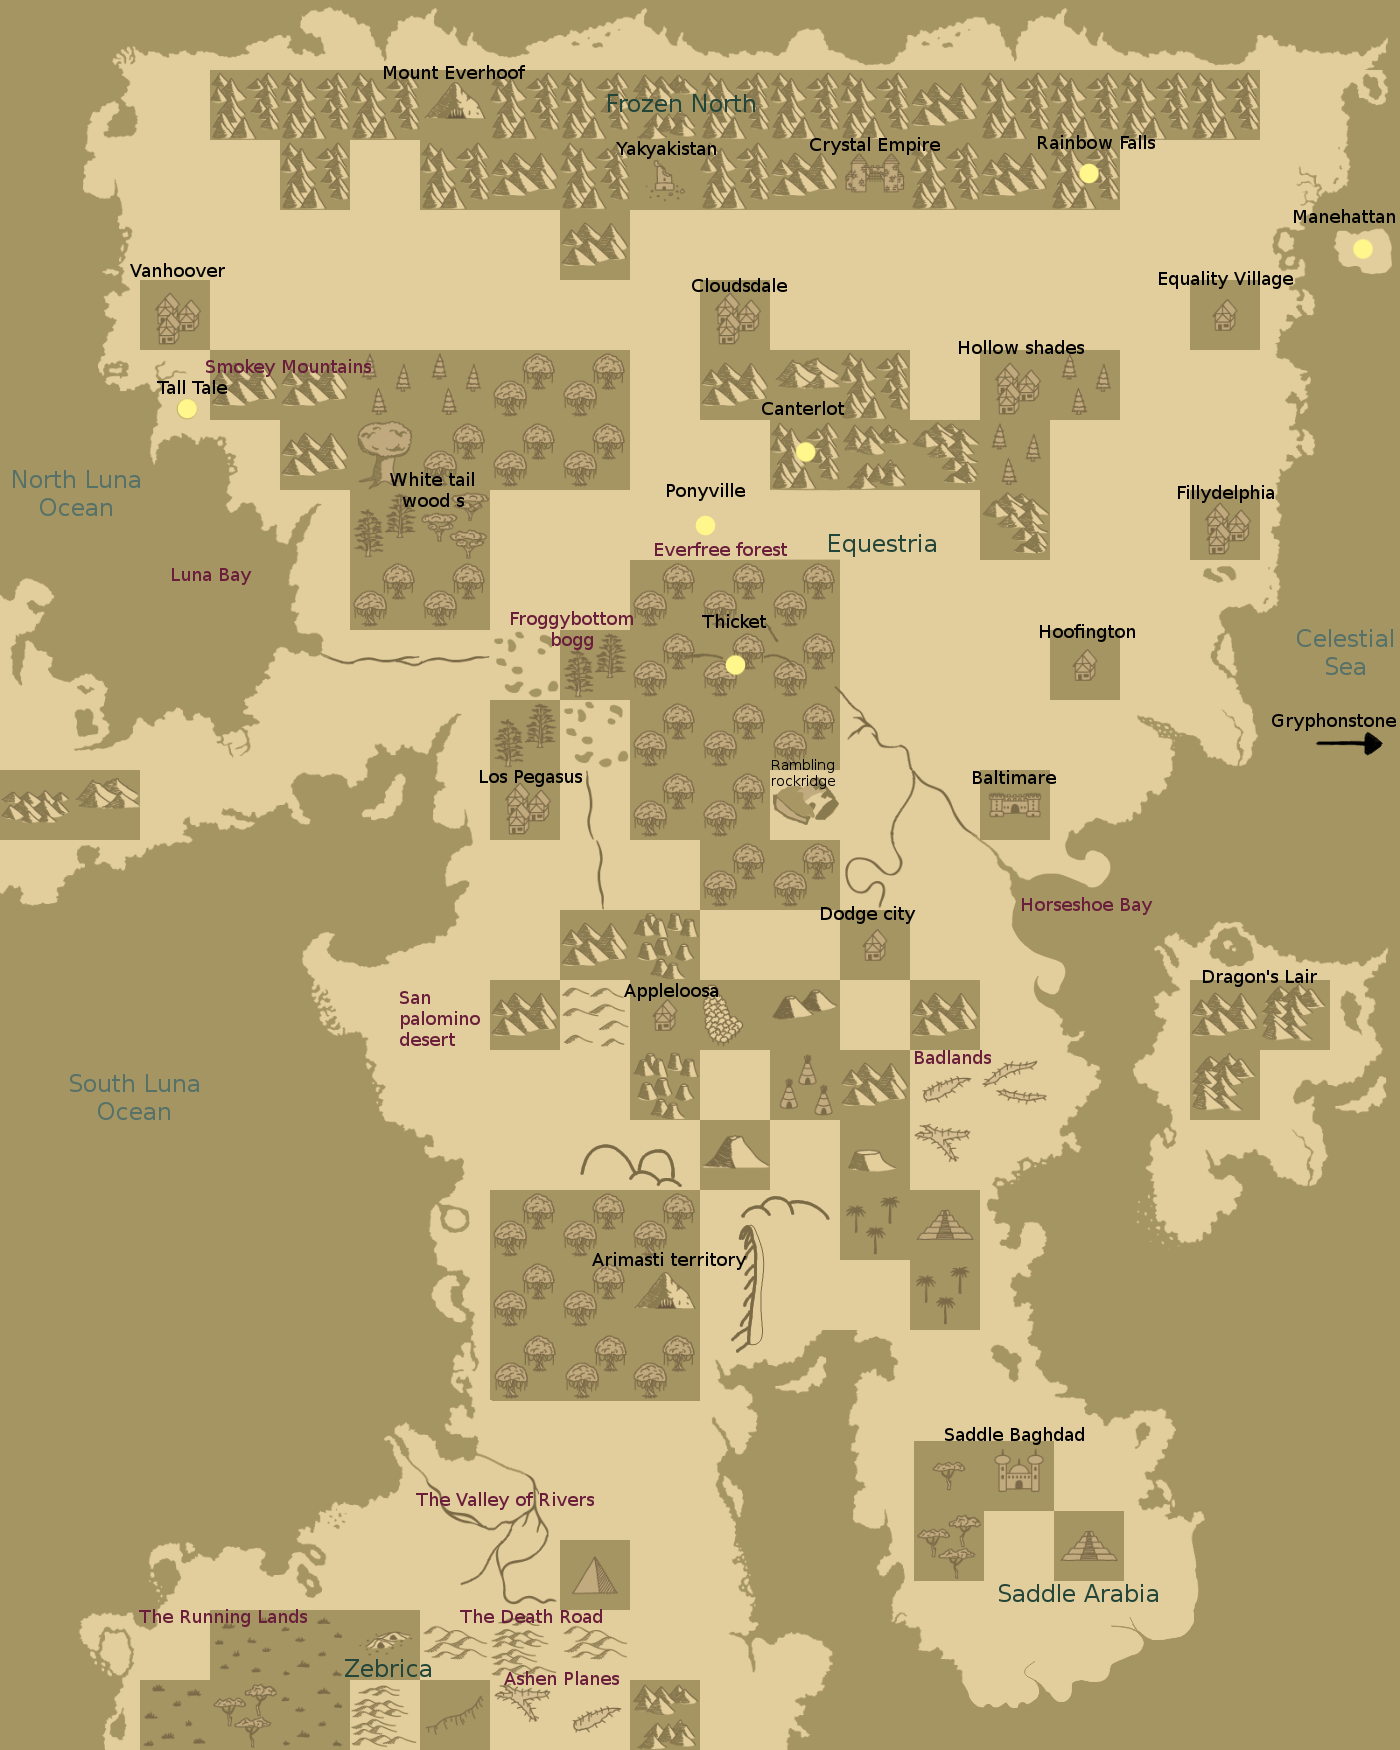 Mount Everhoof
Frozen North
Yakyakistan
Crystal Empire
Rainbow Falls
Manehattan
Vanhoover
Cloudsdale
Equality Village
Hollow shades
Smokey Mountains
Tall Tale
Canterlot
North Luna
Ocean
White tail
wood s
Ponyville
Fillydelphia
Everfree forest
Equestria
Luna Bay
Froggybottom
bogg
Thicket
Hoofington
Celestial
Sea
Gryphonstone
Los Pegasus
Rambling
rockridge
Baltimare
Horseshoe Bay
Dodge city
Dragon's Lair
San
palomino
desert
Appleloosa
Badlands
South Luna
Ocean
Arimasti territory
Saddle Baghdad
The Valley of Rivers
Saddle Arabia
The Running Lands
The Death Road
Zebrica
Ashen Planes